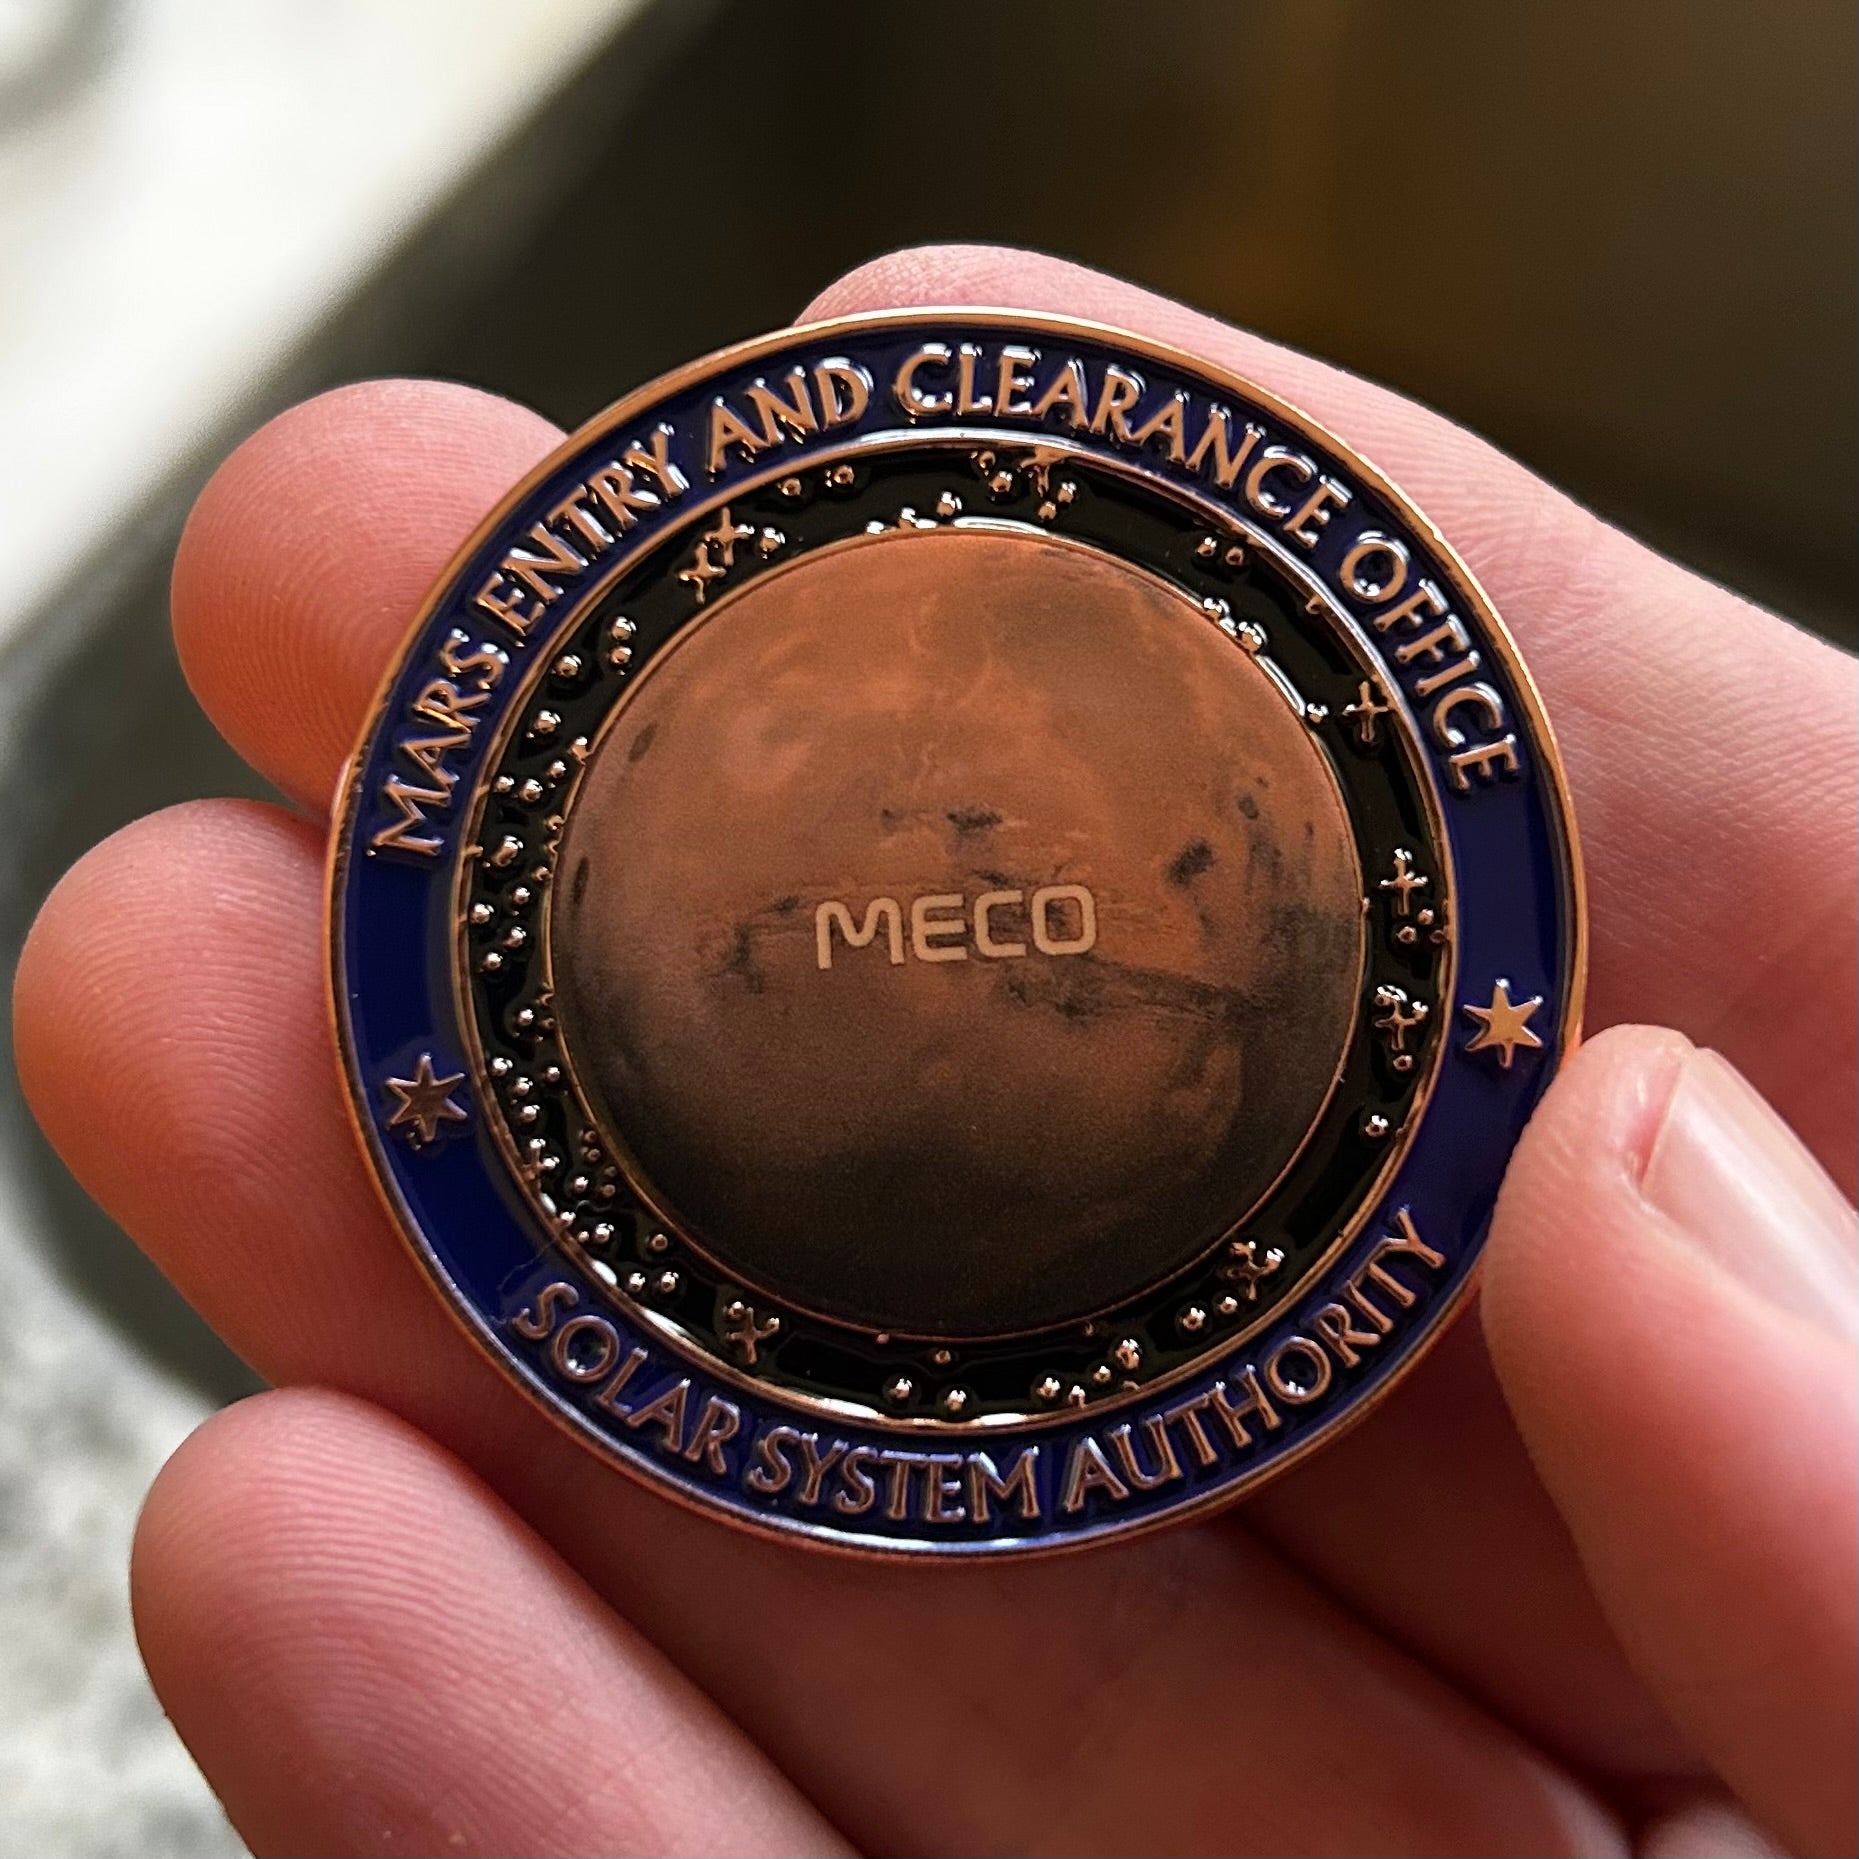 MARS ENTRY AND CLEARANCE OFFICE
MECO
SOLAR SYSTEM AUTHORITY